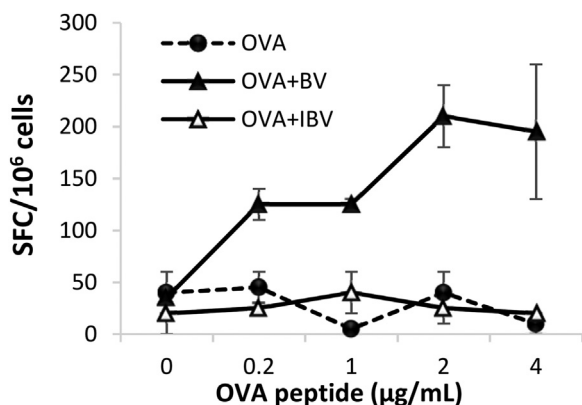 300
250
200
150
100
50
0
SFC/10⁶ cells
OVA
OVA+BV
OVA+IBV
0 0.2 1 2 4
OVA peptide (µg/mL)